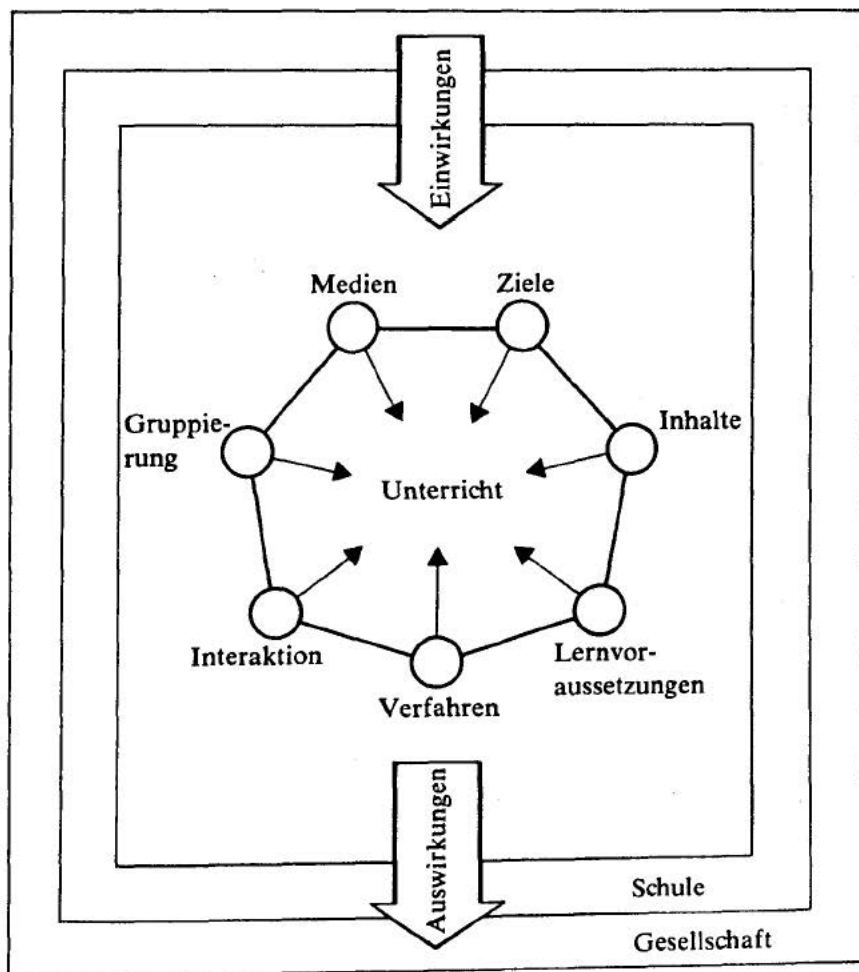 Einwirkungen
Medien
Ziele
Gruppie-
rung
Inhalte
Unterricht
Interaktion
Lernvor-
aussetzungen
Verfahren
Auswirkungen
Schule
Gesellschaft